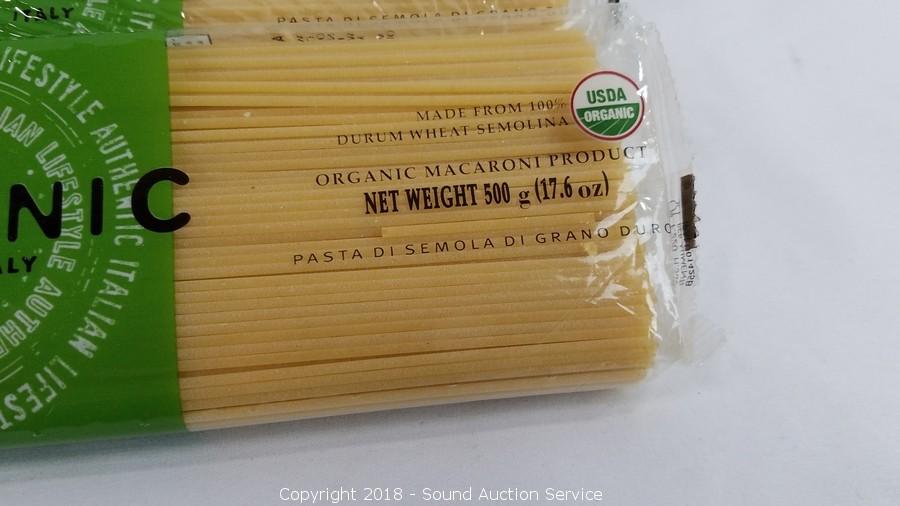 ITALY
PASTA DI SEMOLA DI GRANO
LIFESTYLE AUTHENTIC ITALIAN LIFESTYLE
ITALIAN LIFESTYLE AUTHENTIC
NIC
ALY
MADE FROM 100%
DURUM WHEAT SEMOLINA
USDA
ORGANIC
ORGANIC MACARONI PRODUCT
NET WEIGHT 500 g (17.6 oz)
PASTA DI SEMOLA DI GRANO DURO
Copyright 2018 - Sound Auction Service